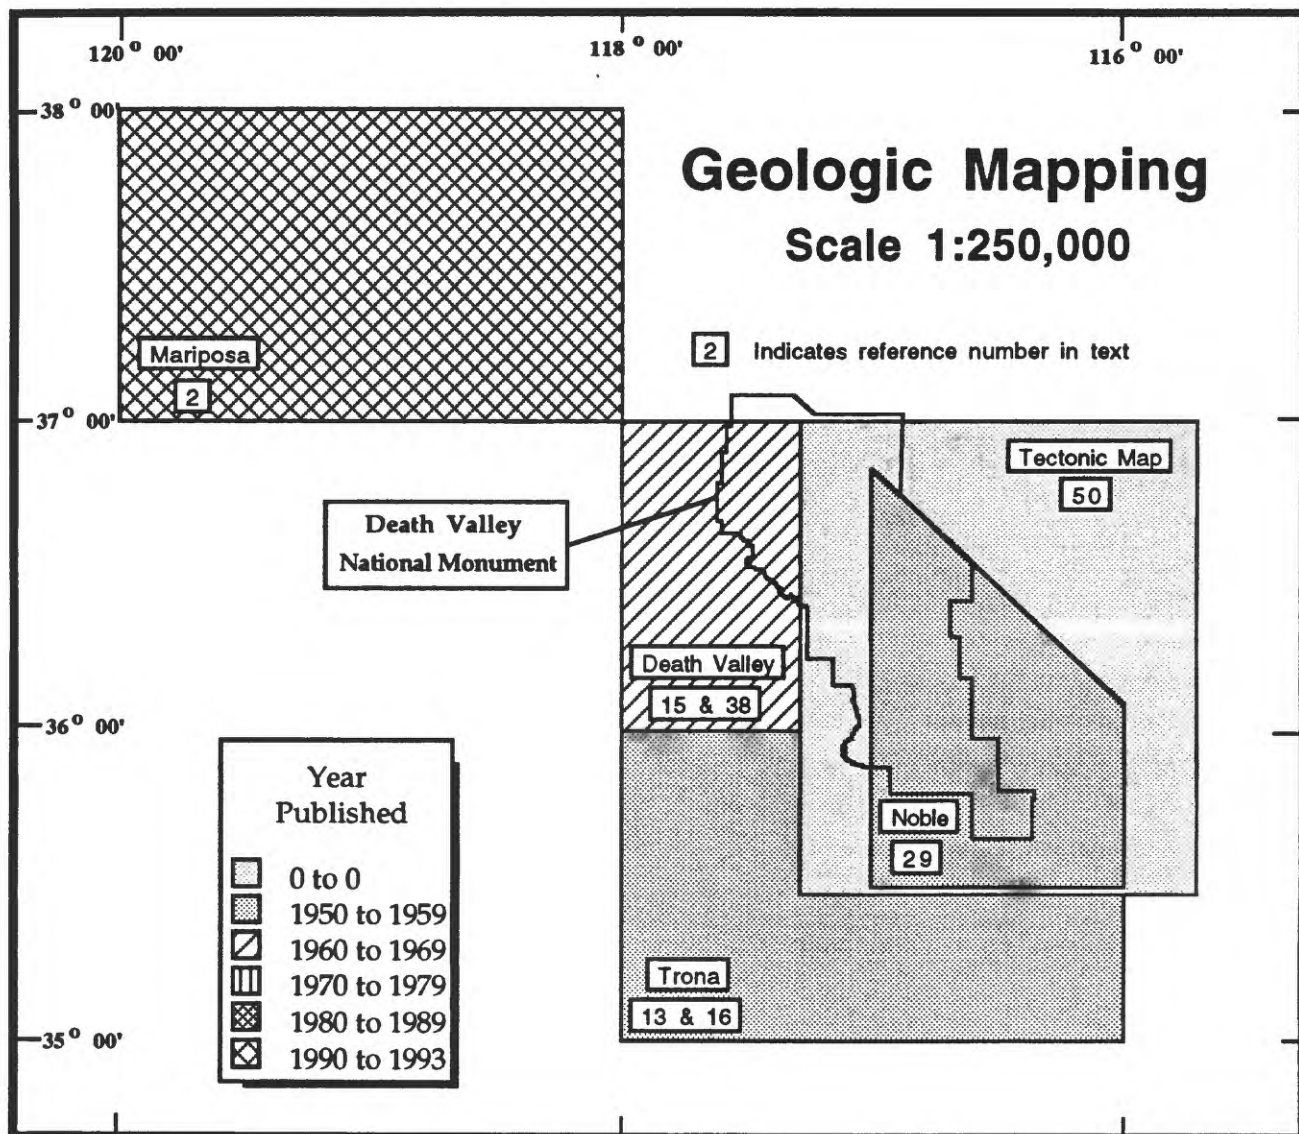 120° 00'
118° 00'
116° 00'
38° 00'
Geologic Mapping
Scale 1:250,000
Mariposa
2
2 Indicates reference number in text
37° 00'
Tectonic Map
50
Death Valley
National Monument
Death Valley
15 & 38
36° 00'
Year
Published
0 to 0
1950 to 1959
1960 to 1969
1970 to 1979
1980 to 1989
1990 to 1993
Noble
29
Trona
13 & 16
35° 00'